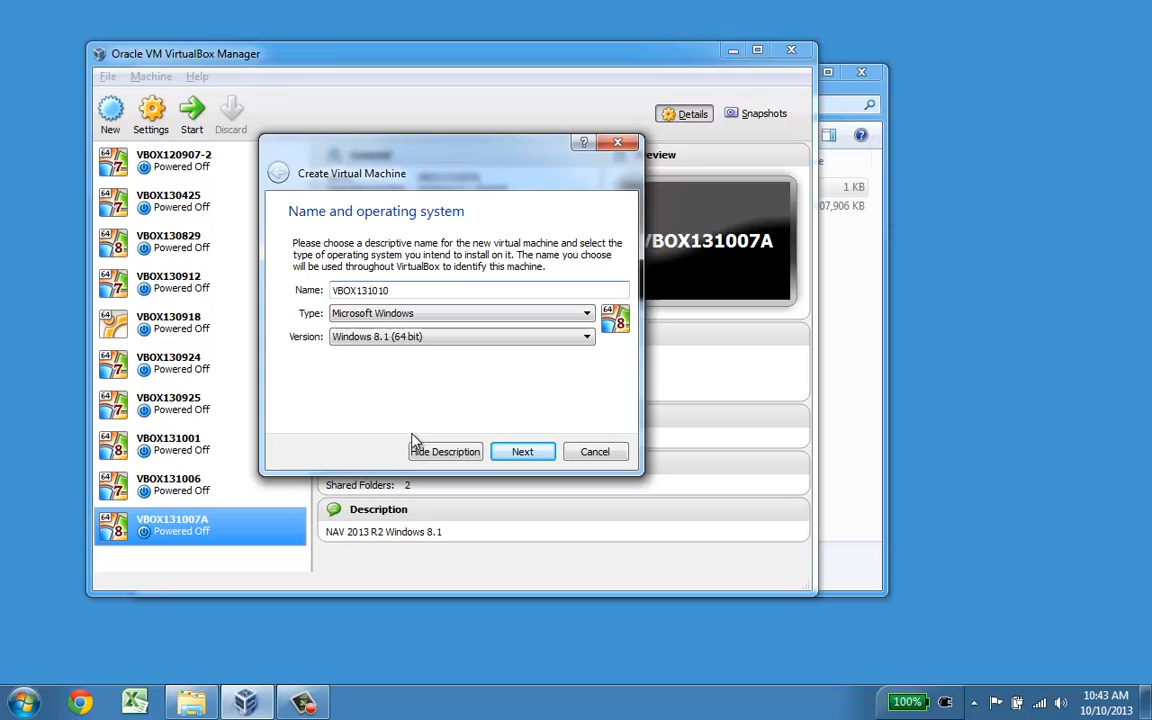 Oracle VM VirtualBox Manager
File Machine Help
New Settings Start Discard
Details Snapshots
VBOX120907-2
Powered Off
VBOX130425
Powered Off
VBOX130829
Powered Off
VBOX130912
Powered Off
VBOX130918
Powered Off
VBOX130924
Powered Off
VBOX130925
Powered Off
VBOX131001
Powered Off
VBOX131006
Powered Off
VBOX131007A
Powered Off
Create Virtual Machine
Name and operating system
Please choose a descriptive name for the new virtual machine and select the
type of operating system you intend to install on it. The name you choose
will be used throughout VirtualBox to identify this machine.
Name: VBOX131010
Type: Microsoft Windows
Version: Windows 8.1 (64 bit)
Hide Description Next Cancel
VBOX131007A
1 KB
07,906 KB
Shared Folders: 2
Description
NAV 2013 R2 Windows 8.1
100%
10:43 AM
10/10/2013